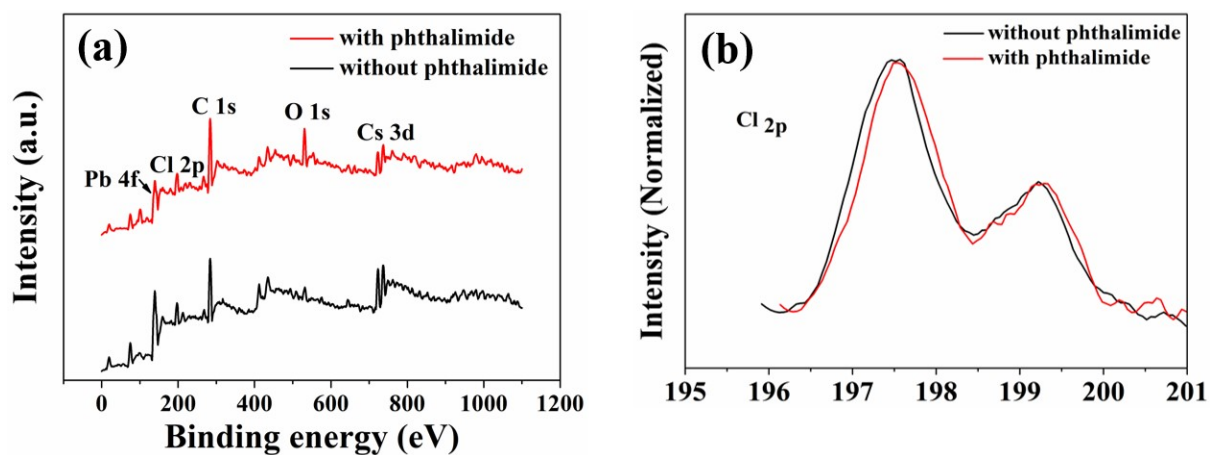 (a)
with phthalimide
without phthalimide
C 1s
O 1s
Cs 3d
Cl 2p
Pb 4f
Intensity (a.u.)
0 200 400 600 800 1000 1200
Binding energy (eV)
(b)
without phthalimide
with phthalimide
Cl 2p
Intensity (Normalized)
195 196 197 198 199 200 201